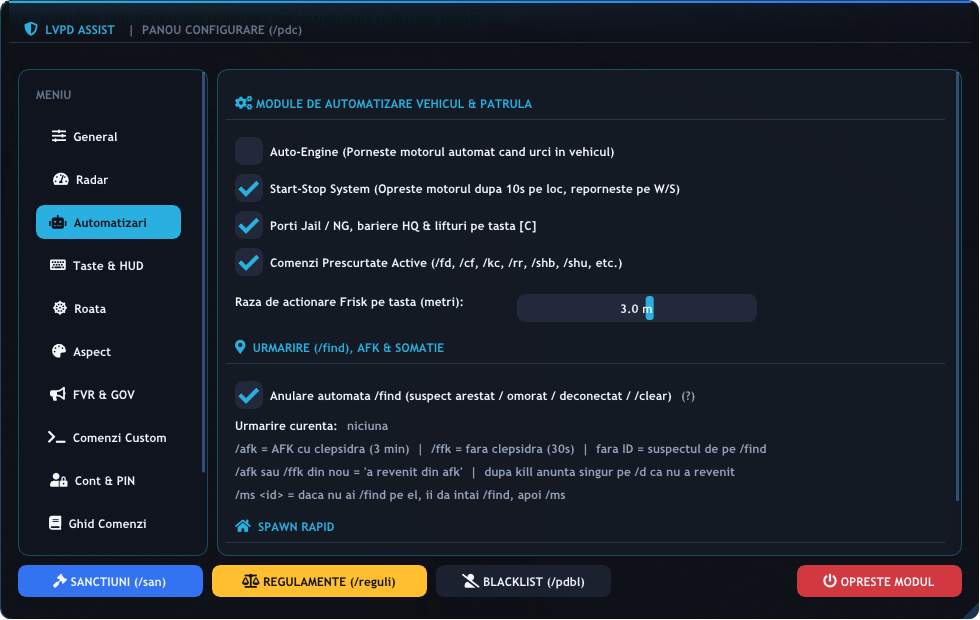 LVPD ASSIST | PANOU CONFIGURARE (/pdc)
MENIU
General
Radar
Automatizari
Taste & HUD
Roata
Aspect
FVR & GOV
Comenzi Custom
Cont & PIN
Ghid Comenzi
MODULE DE AUTOMATIZARE VEHICUL & PATRULA
Auto-Engine (Porneste motorul automat cand urci in vehicul)
Start-Stop System (Opreste motorul dupa 10s pe loc, reporneste pe W/S)
Porti Jail / NG, bariere HQ & lifturi pe tasta [C]
Comenzi Prescurtate Active (/fd, /cf, /kc, /rr, /shb, /shu, etc.)
Raza de actionare Frisk pe tasta (metri): 3.0 m
URMARIRE (/find), AFK & SOMATIE
Anulare automata /find (suspect arestat / omorat / deconectat / /clear) (?)
Urmarire curenta: niciuna
/afk = AFK cu clepsidra (3 min) | /ffk = fara clepsidra (30s) | fara ID = suspectul de pe /find
/afk sau /ffk din nou = 'a revenit din afk' | dupa kill anunta singur pe /d ca nu a revenit
/ms <id> = daca nu ai /find pe el, ii da intai /find, apoi /ms
SPAWN RAPID
SANCTIUNI (/san)
REGULAMENTE (/reguli)
BLACKLIST (/pdbl)
OPRESTE MODUL